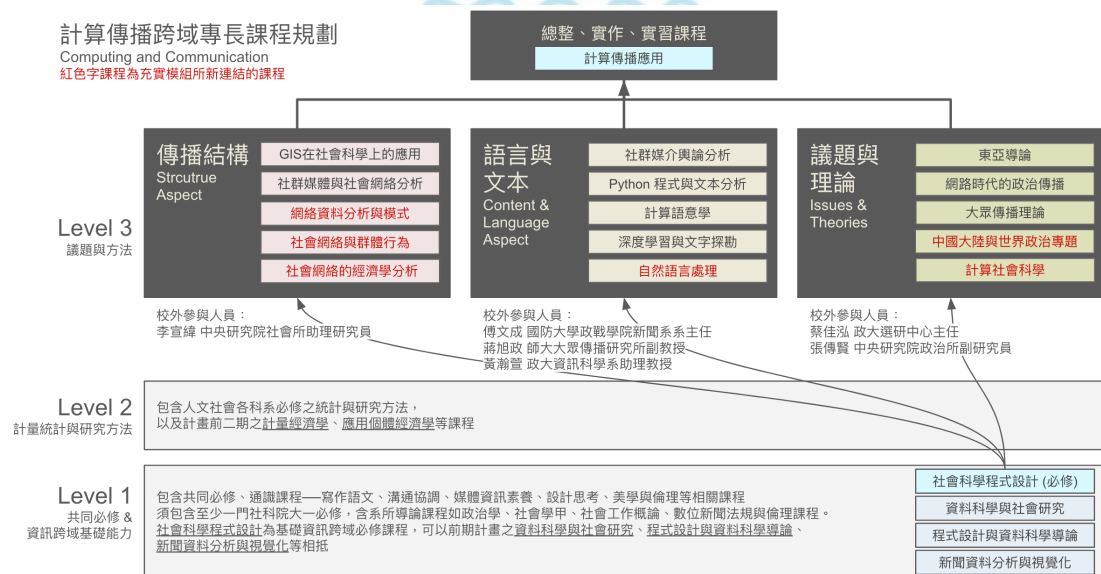 計算傳播跨域專長課程規劃
Computing and Communication
紅色字課程為充實模組所新連結的課程
總整、實作、實習課程
計算傳播應用
Level 3
議題與方法
傳播結構
Strcutrue
Aspect
GIS在社會科學上的應用
社群媒體與社會網絡分析
網絡資料分析與模式
社會網絡與群體行為
社會網絡的經濟學分析
語言與
文本
Content &
Language
Aspect
社群媒介輿論分析
Python 程式與文本分析
計算語意學
深度學習與文字探勘
自然語言處理
議題與
理論
Issues &
Theories
東亞導論
網路時代的政治傳播
大眾傳播理論
中國大陸與世界政治專題
計算社會科學
校外參與人員：
李宣緯 中央研究院社會所助理研究員
校外參與人員：
傅文成 國防大學政戰學院新聞系系主任
蔣旭政 師大大眾傳播研究所副教授
黃瀚萱 政大資訊科學系助理教授
校外參與人員：
蔡佳泓 政大選研中心主任
張傳賢 中央研究院政治所副研究員
Level 2
計量統計與研究方法
包含人文社會各科系必修之統計與研究方法，
以及計畫前二期之計量經濟學、應用個體經濟學等課程
Level 1
共同必修 &
資訊跨域基礎能力
包含共同必修、通識課程──寫作語文、溝通協調、媒體資訊素養、設計思考、美學與倫理等相關課程
須包含至少一門社科院大一必修，含系所導論課程如政治學、社會學甲、社會工作概論、數位新聞法規與倫理課程。
社會科學程式設計為基礎資訊跨域必修課程，可以前期計畫之資料科學與社會研究、程式設計與資料科學導論、
新聞資料分析與視覺化等相抵
社會科學程式設計 (必修)
資料科學與社會研究
程式設計與資料科學導論
新聞資料分析與視覺化